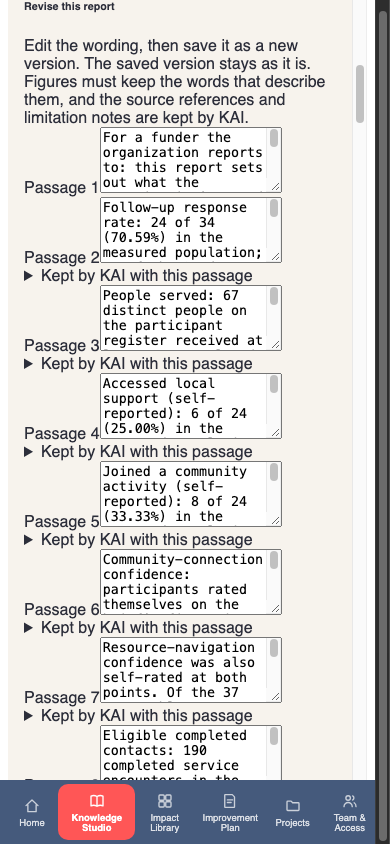 Revise this report
Edit the wording, then save it as a new
version. The saved version stays as it is.
Figures must keep the words that describe
them, and the source references and
limitation notes are kept by KAI.
For a funder the
organization reports
to: this report sets
out what the
Passage 1
Follow-up response
rate: 24 of 34
(70.59%) in the
measured population;
Passage 2
▶ Kept by KAI with this passage
People served: 67
distinct people on
the participant
register received at
Passage 3
▶ Kept by KAI with this passage
Accessed local
support (self-
reported): 6 of 24
(25.00%) in the
Passage 4
▶ Kept by KAI with this passage
Joined a community
activity (self-
reported): 8 of 24
(33.33%) in the
Passage 5
▶ Kept by KAI with this passage
Community-connection
confidence:
participants rated
themselves on the
Passage 6
▶ Kept by KAI with this passage
Resource-navigation
confidence was also
self-rated at both
points. Of the 37
Passage 7
▶ Kept by KAI with this passage
Eligible completed
contacts: 190
completed service
encounters in the
Home
Knowledge
Studio
Impact
Library
Improvement
Plan
Projects
Team &
Access